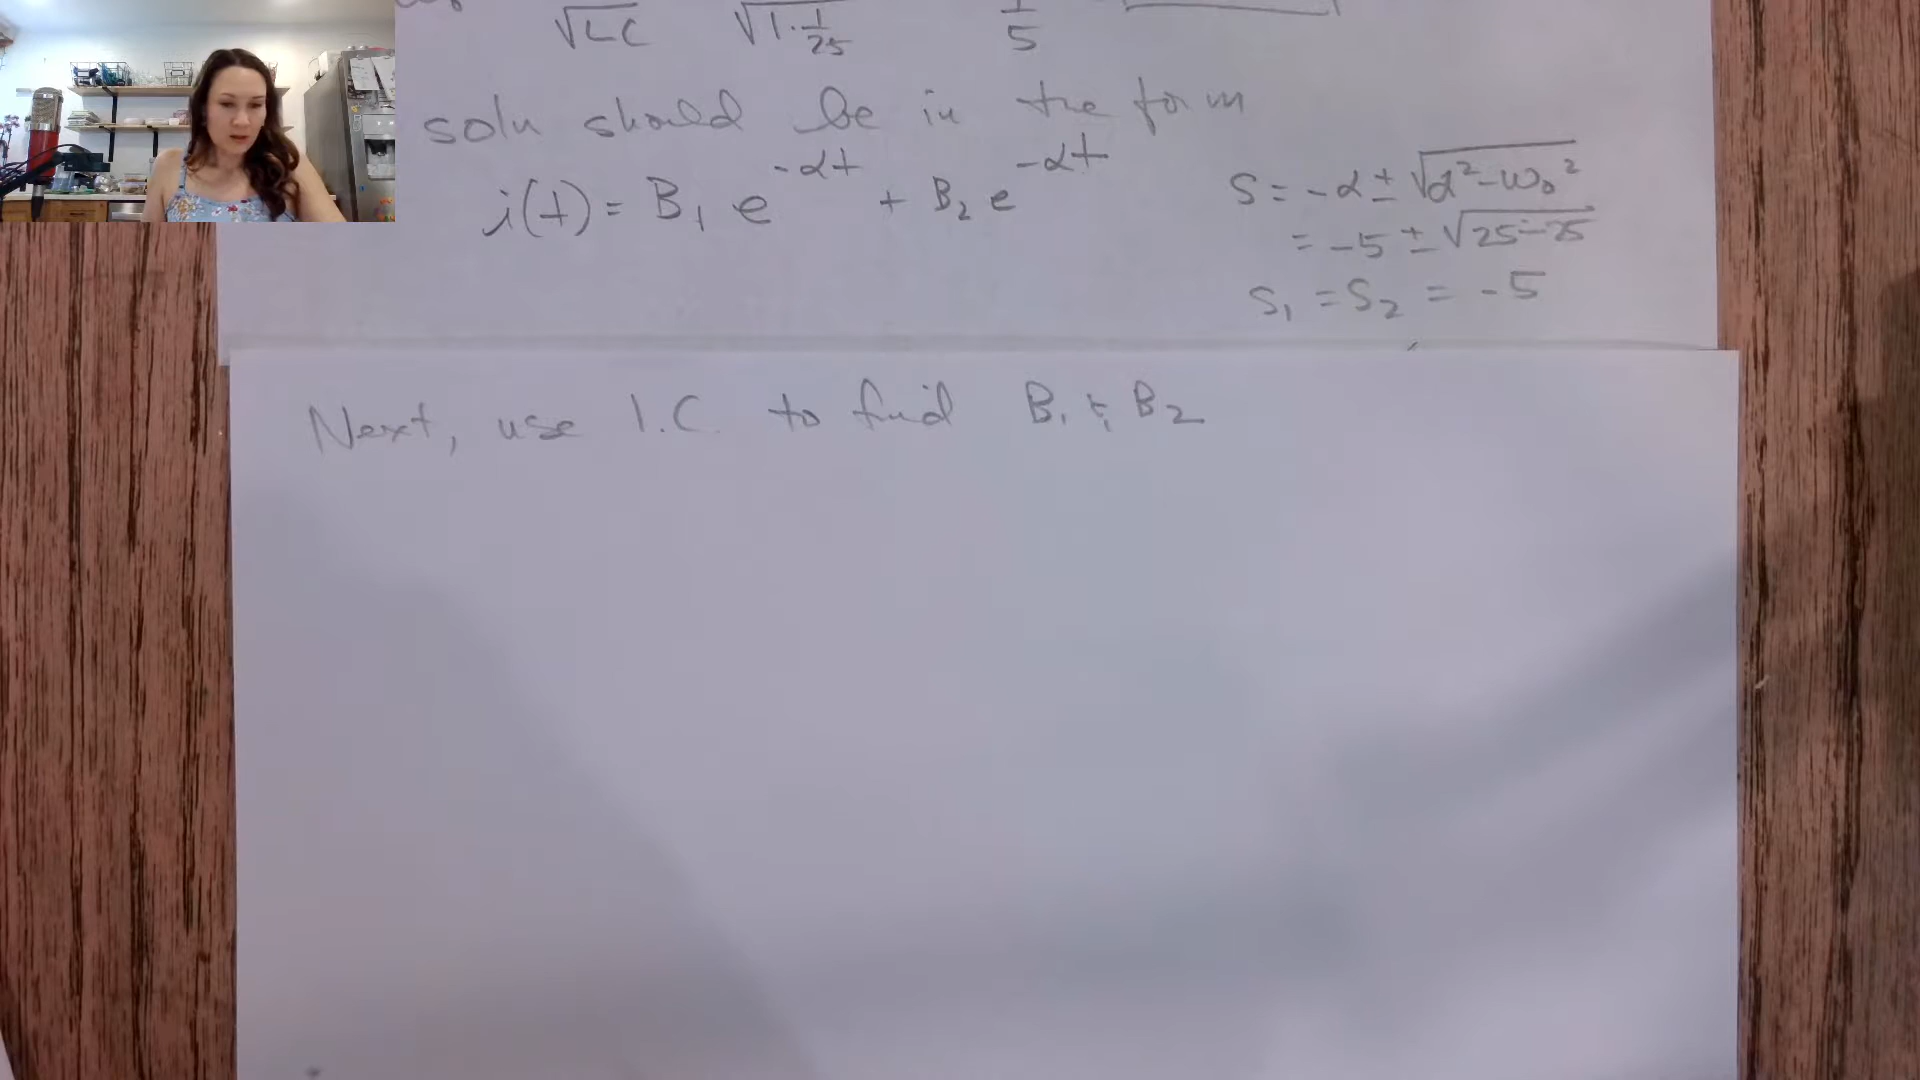 √LC √1·1/25 1/5
soln should be in the form
i(t) = B₁ e^-αt + B₂ e^-αt
S = -α ± √α²-ω₀²
= -5 ± √25-25
S₁ = S₂ = -5
Next, use I.C. to find B₁ & B₂